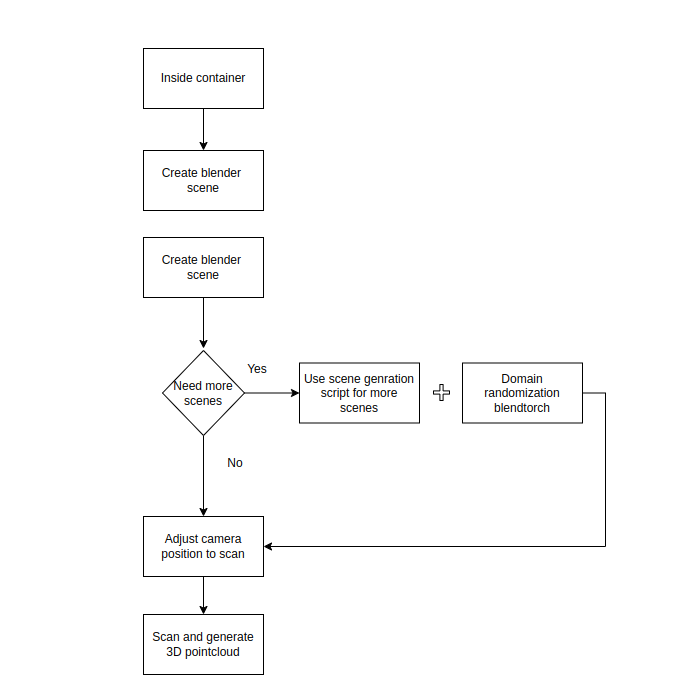 Inside container
Create blender
scene
Create blender
scene
Need more
scenes
Yes
Use scene genration
script for more
scenes
Domain
randomization
blendtorch
No
Adjust camera
position to scan
Scan and generate
3D pointcloud